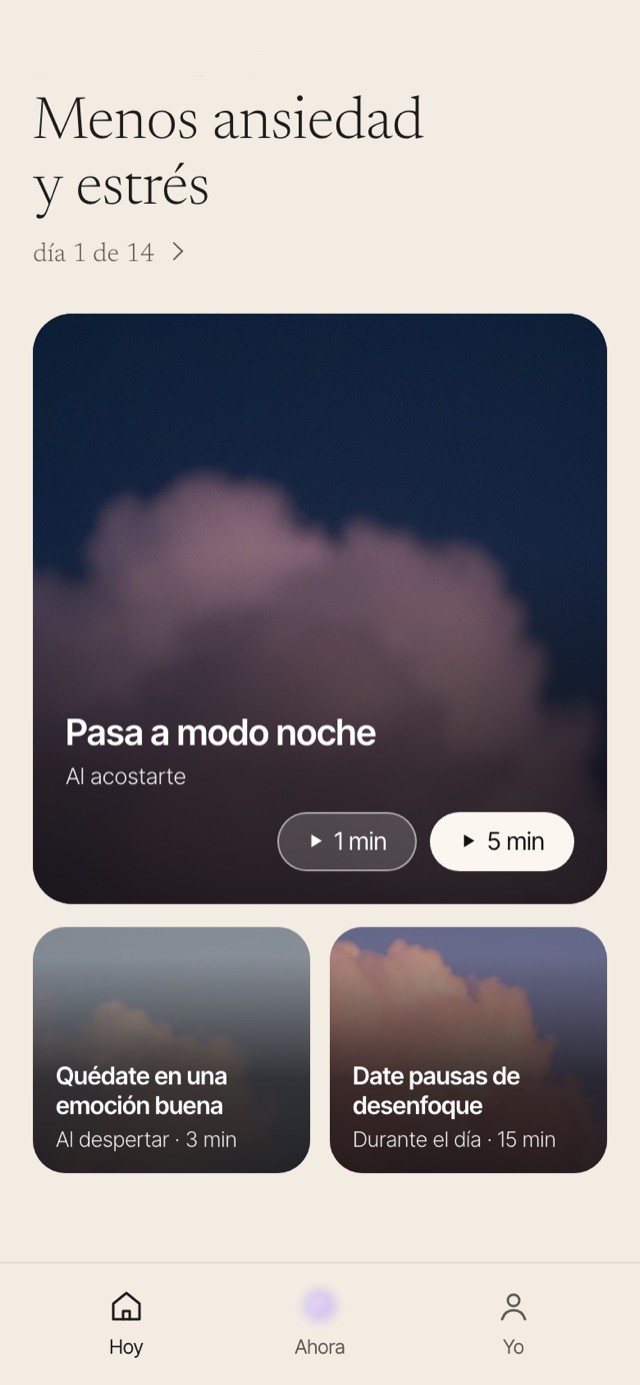 Menos ansiedad
y estrés
día 1 de 14
Pasa a modo noche
Al acostarte
1 min
5 min
Quédate en una
emoción buena
Al despertar · 3 min
Date pausas de
desenfoque
Durante el día · 15 min
Hoy
Ahora
Yo